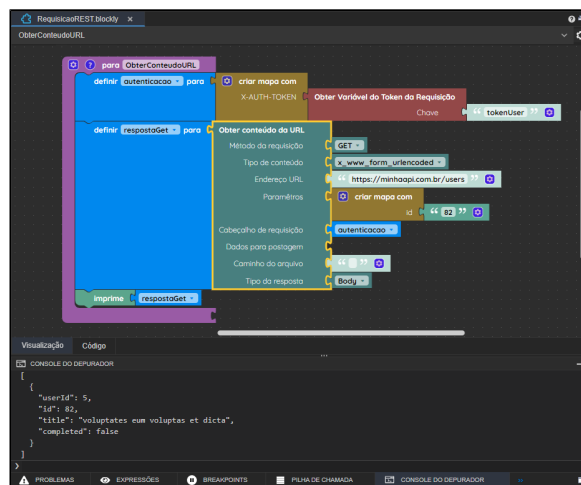 RequisicaoREST.blockly ×
ObterConteudoURL
? para ObterConteudoURL
definir autenticacao para criar mapa com
X-AUTH-TOKEN Obter Variável do Token da Requisição
Chave “ tokenUser ”
definir respostaGet para Obter conteúdo da URL
Método da requisição GET
Tipo de conteúdo x_www_form_urlencoded
Endereço URL “ https://minhaapi.com.br/users ”
Paramêtros criar mapa com
id “ 82 ”
Cabeçalho de requisição autenticacao
Dados para postagem
Caminho do arquivo “ ”
Tipo da resposta Body
imprime respostaGet
Visualização Código
CONSOLE DO DEPURADOR
[
{
"userId": 5,
"id": 82,
"title": "voluptates eum voluptas et dicta",
"completed": false
}
]
>
PROBLEMAS EXPRESSÕES BREAKPOINTS PILHA DE CHAMADA CONSOLE DO DEPURADOR